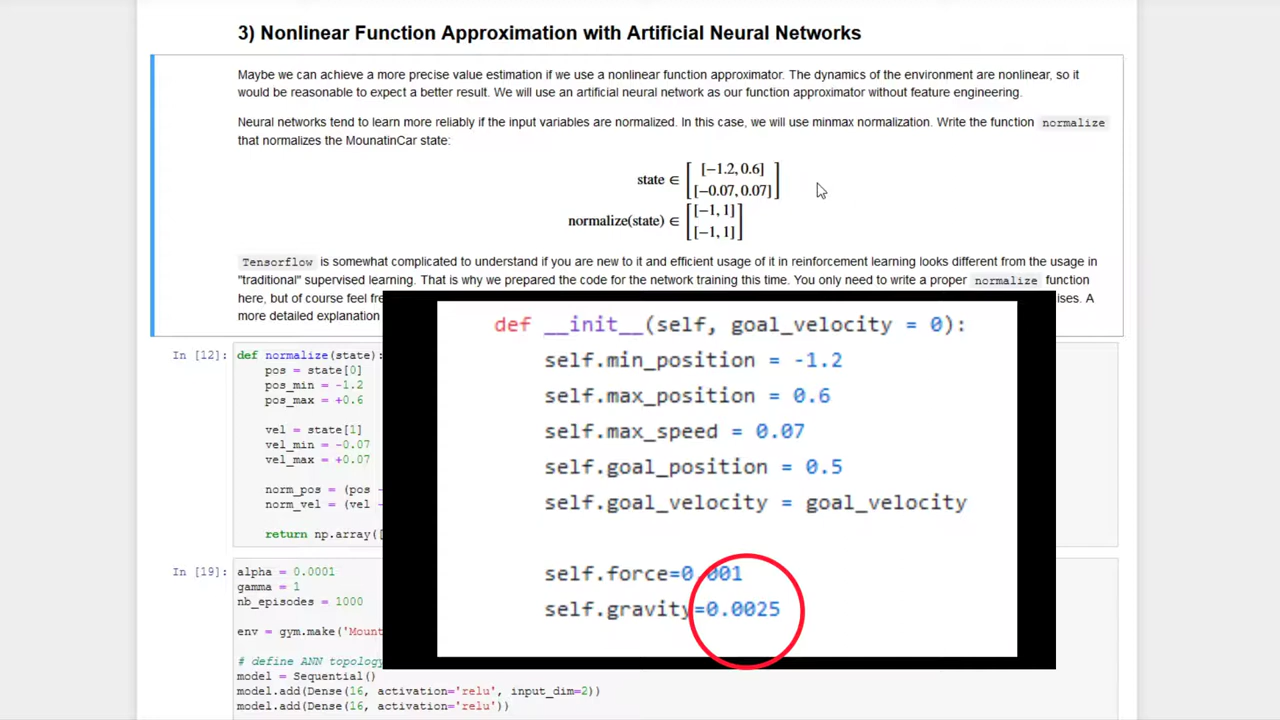 3) Nonlinear Function Approximation with Artificial Neural Networks
Maybe we can achieve a more precise value estimation if we use a nonlinear function approximator. The dynamics of the environment are nonlinear, so it
would be reasonable to expect a better result. We will use an artificial neural network as our function approximator without feature engineering.
Neural networks tend to learn more reliably if the input variables are normalized. In this case, we will use minmax normalization. Write the function normalize
that normalizes the MounatinCar state:
state ∈ [[−1.2, 0.6]
[−0.07, 0.07]]
normalize(state) ∈ [[−1, 1]
[−1, 1]]
Tensorflow is somewhat complicated to understand if you are new to it and efficient usage of it in reinforcement learning looks different from the usage in
"traditional" supervised learning. That is why we prepared the code for the network training this time. You only need to write a proper normalize function
here, but of course feel ises. A
more detailed explanation
In [12]: def normalize(state):
pos = state[0]
pos_min = -1.2
pos_max = +0.6
vel = state[1]
vel_min = -0.07
vel_max = +0.07
norm_pos = (pos -
norm_vel = (vel -
return np.array([
def __init__(self, goal_velocity = 0):
self.min_position = -1.2
self.max_position = 0.6
self.max_speed = 0.07
self.goal_position = 0.5
self.goal_velocity = goal_velocity
self.force=0.001
self.gravity=0.0025
In [19]: alpha = 0.0001
gamma = 1
nb_episodes = 1000
env = gym.make('Mount
# define ANN topology
model = Sequential()
model.add(Dense(16, activation='relu', input_dim=2))
model.add(Dense(16, activation='relu'))